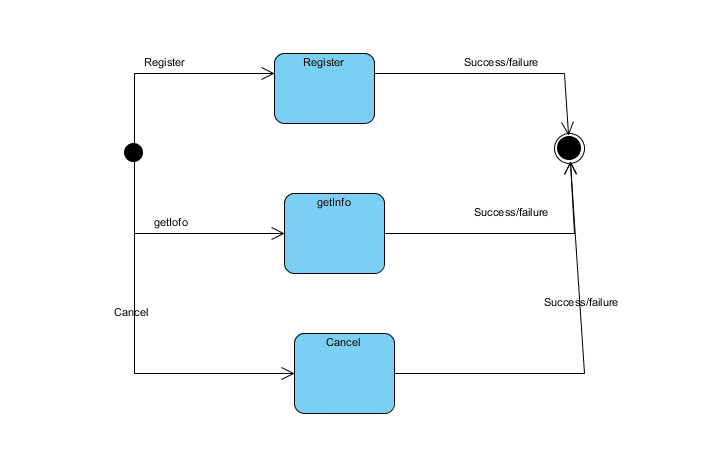 Register
Register
Success/failure
getIofo
getInfo
Success/failure
Cancel
Cancel
Success/failure